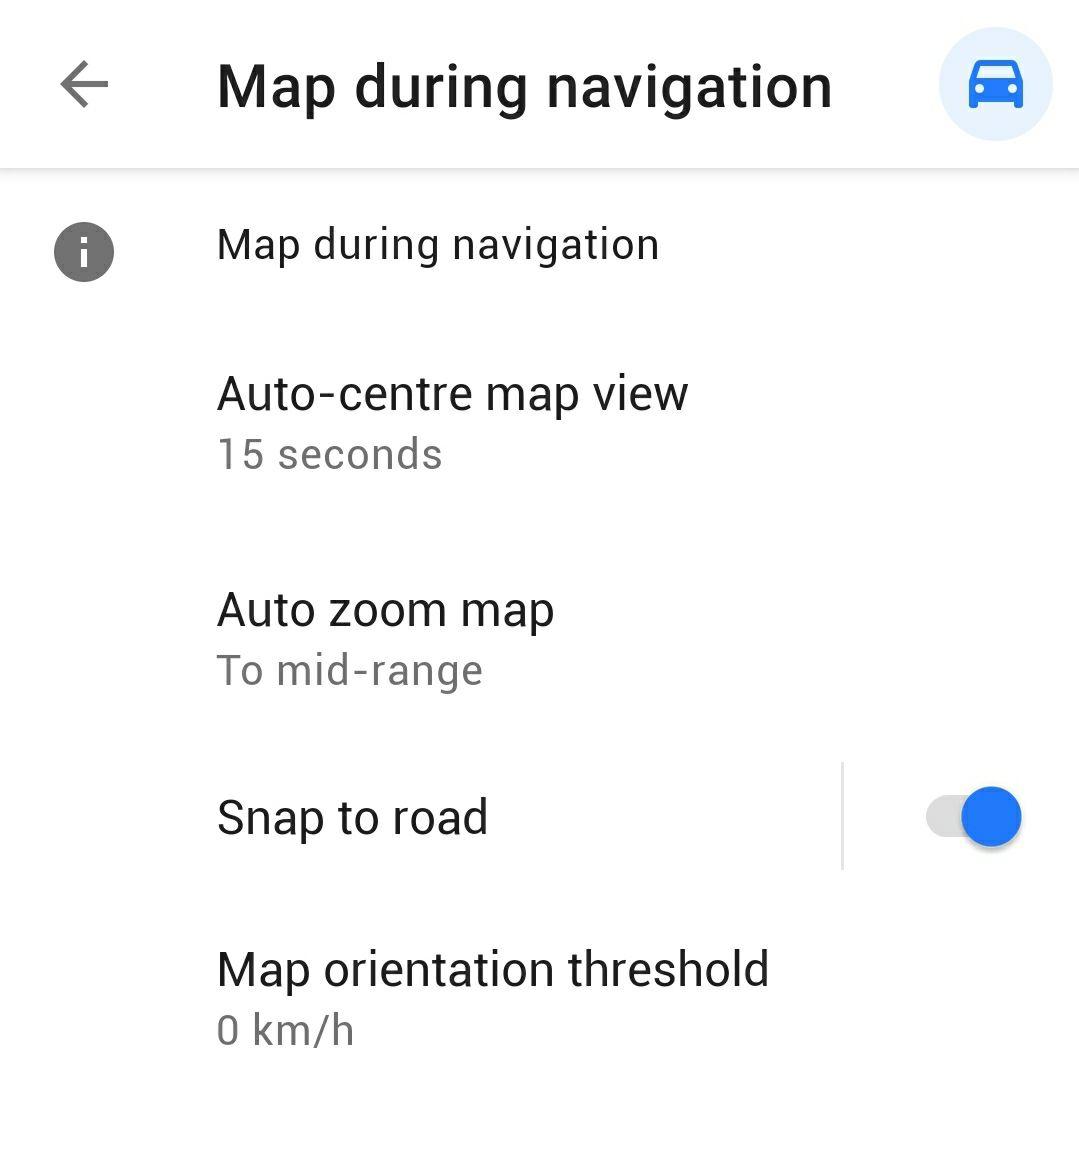 Map during navigation
Map during navigation
Auto-centre map view
15 seconds
Auto zoom map
To mid-range
Snap to road
Map orientation threshold
0 km/h